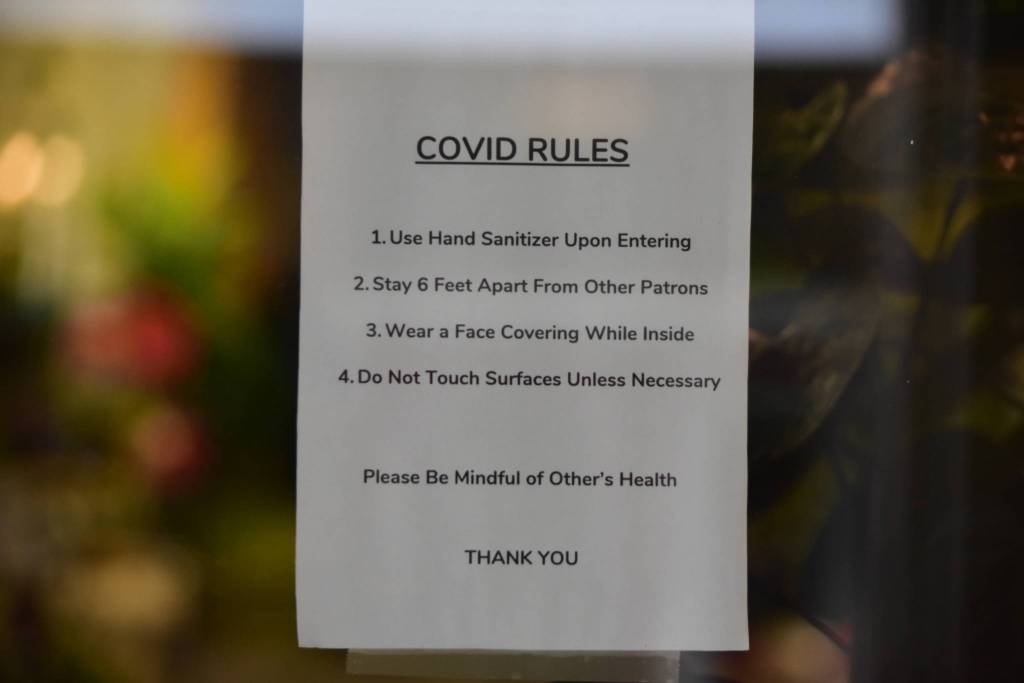 COVID RULES
1. Use Hand Sanitizer Upon Entering
2. Stay 6 Feet Apart From Other Patrons
3. Wear a Face Covering While Inside
4. Do Not Touch Surfaces Unless Necessary
Please Be Mindful of Other's Health
THANK YOU